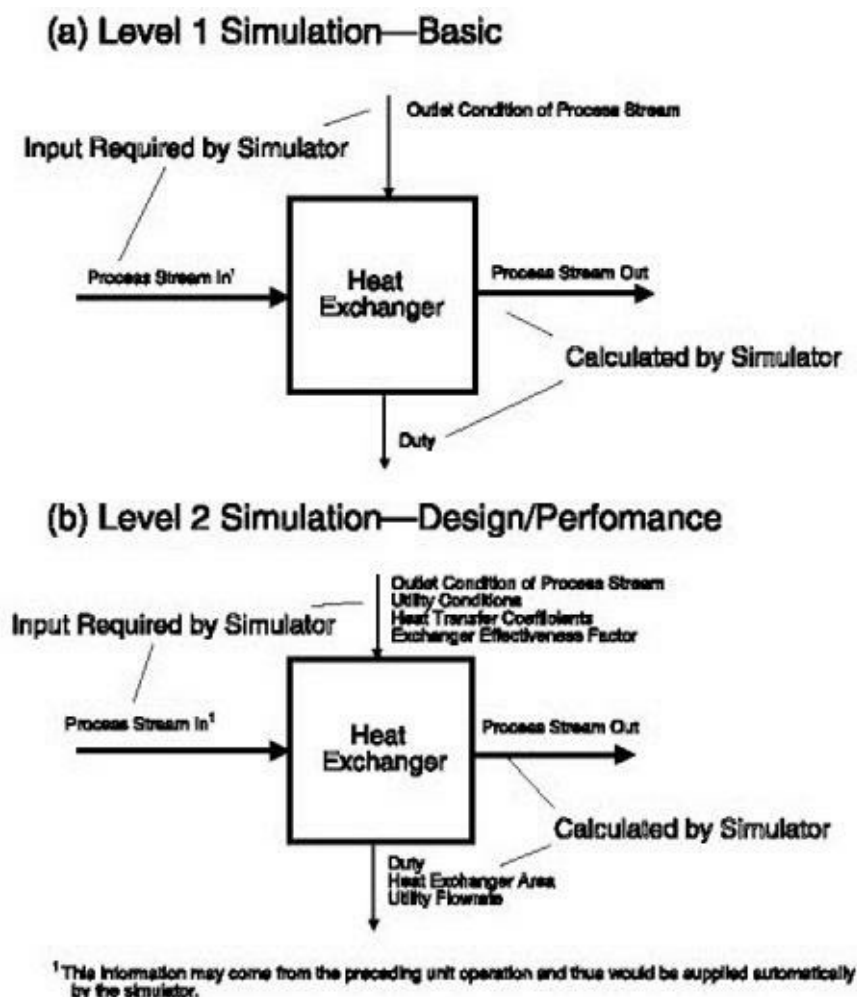 (a) Level 1 Simulation—Basic
Outlet Condition of Process Stream
Input Required by Simulator
Process Stream In¹
Heat
Exchanger
Process Stream Out
Calculated by Simulator
Duty
(b) Level 2 Simulation—Design/Perfomance
Outlet Condition of Process Stream
Utility Conditions
Heat Transfer Coefficients
Exchanger Effectiveness Factor
Input Required by Simulator
Process Stream In¹
Heat
Exchanger
Process Stream Out
Calculated by Simulator
Duty
Heat Exchanger Area
Utility Flowrate
¹ This information may come from the preceding unit operation and thus would be supplied automatically
by the simulator.